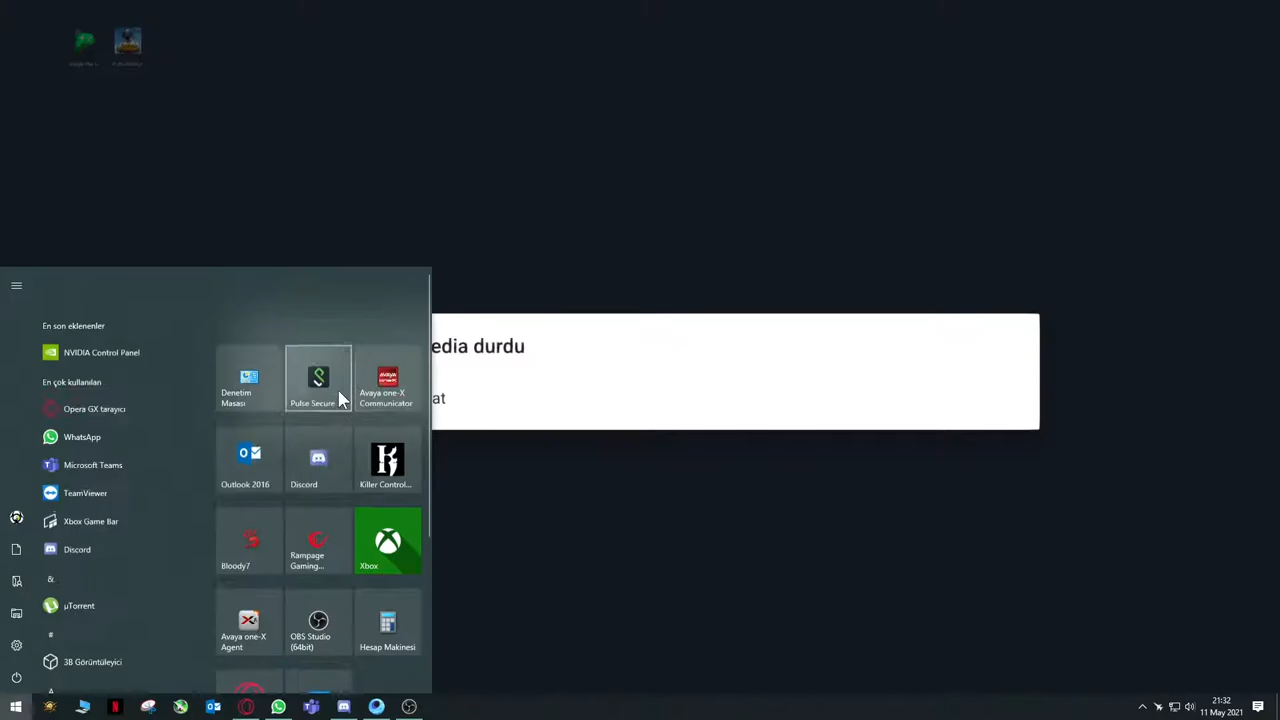 En son eklenenler
NVIDIA Control Panel
En çok kullanılan
Opera GX tarayıcı
WhatsApp
Microsoft Teams
TeamViewer
Xbox Game Bar
Discord
&
µTorrent
#
3B Görüntüleyici
A
Denetim
Masası
Pulse Secure
Avaya one-X
Communicator
Outlook 2016
Discord
Killer Control...
Bloody7
Rampage
Gaming...
Xbox
Avaya one-X
Agent
OBS Studio
(64bit)
Hesap Makinesi
edia durdu
at
21:32
11 May 2021